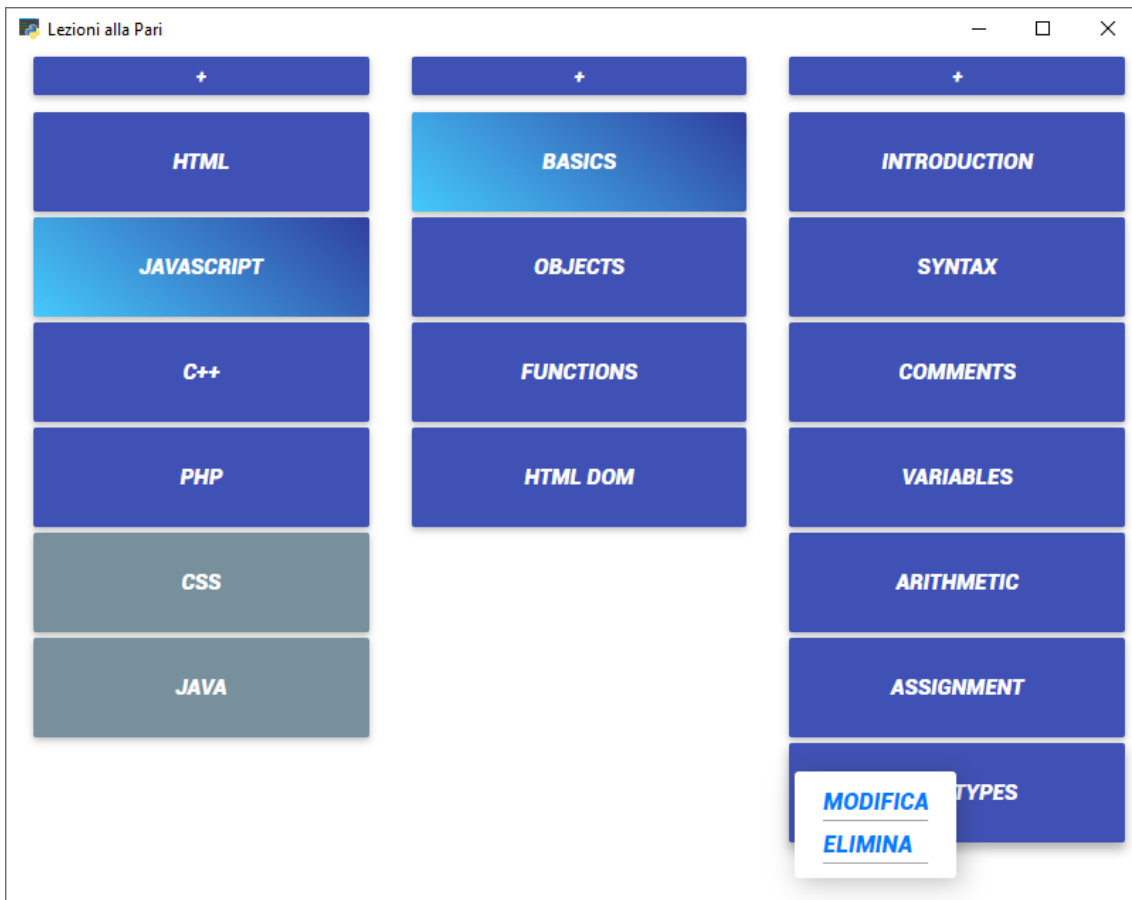 Lezioni alla Pari
+
HTML
JAVASCRIPT
C++
PHP
CSS
JAVA
+
BASICS
OBJECTS
FUNCTIONS
HTML DOM
+
INTRODUCTION
SYNTAX
COMMENTS
VARIABLES
ARITHMETIC
ASSIGNMENT
TYPES
MODIFICA
ELIMINA